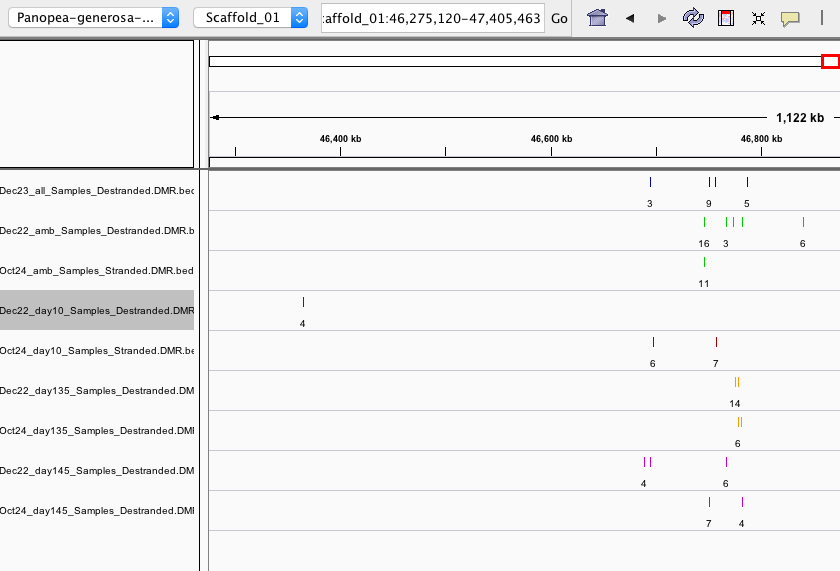 Panopea-generosa-... Scaffold_01 :affold_01:46,275,120-47,405,463 Go
1,122 kb
46,400 kb 46,600 kb 46,800 kb
Dec23_all_Samples_Destranded.DMR.bed
3 9 5
Dec22_amb_Samples_Destranded.DMR.b
16 3 6
Oct24_amb_Samples_Stranded.DMR.bed
11
Dec22_day10_Samples_Destranded.DMR
4
Oct24_day10_Samples_Stranded.DMR.be
6 7
Dec22_day135_Samples_Destranded.DM
14
Oct24_day135_Samples_Destranded.DM
6
Dec22_day145_Samples_Destranded.DM
4 6
Oct24_day145_Samples_Destranded.DM
7 4